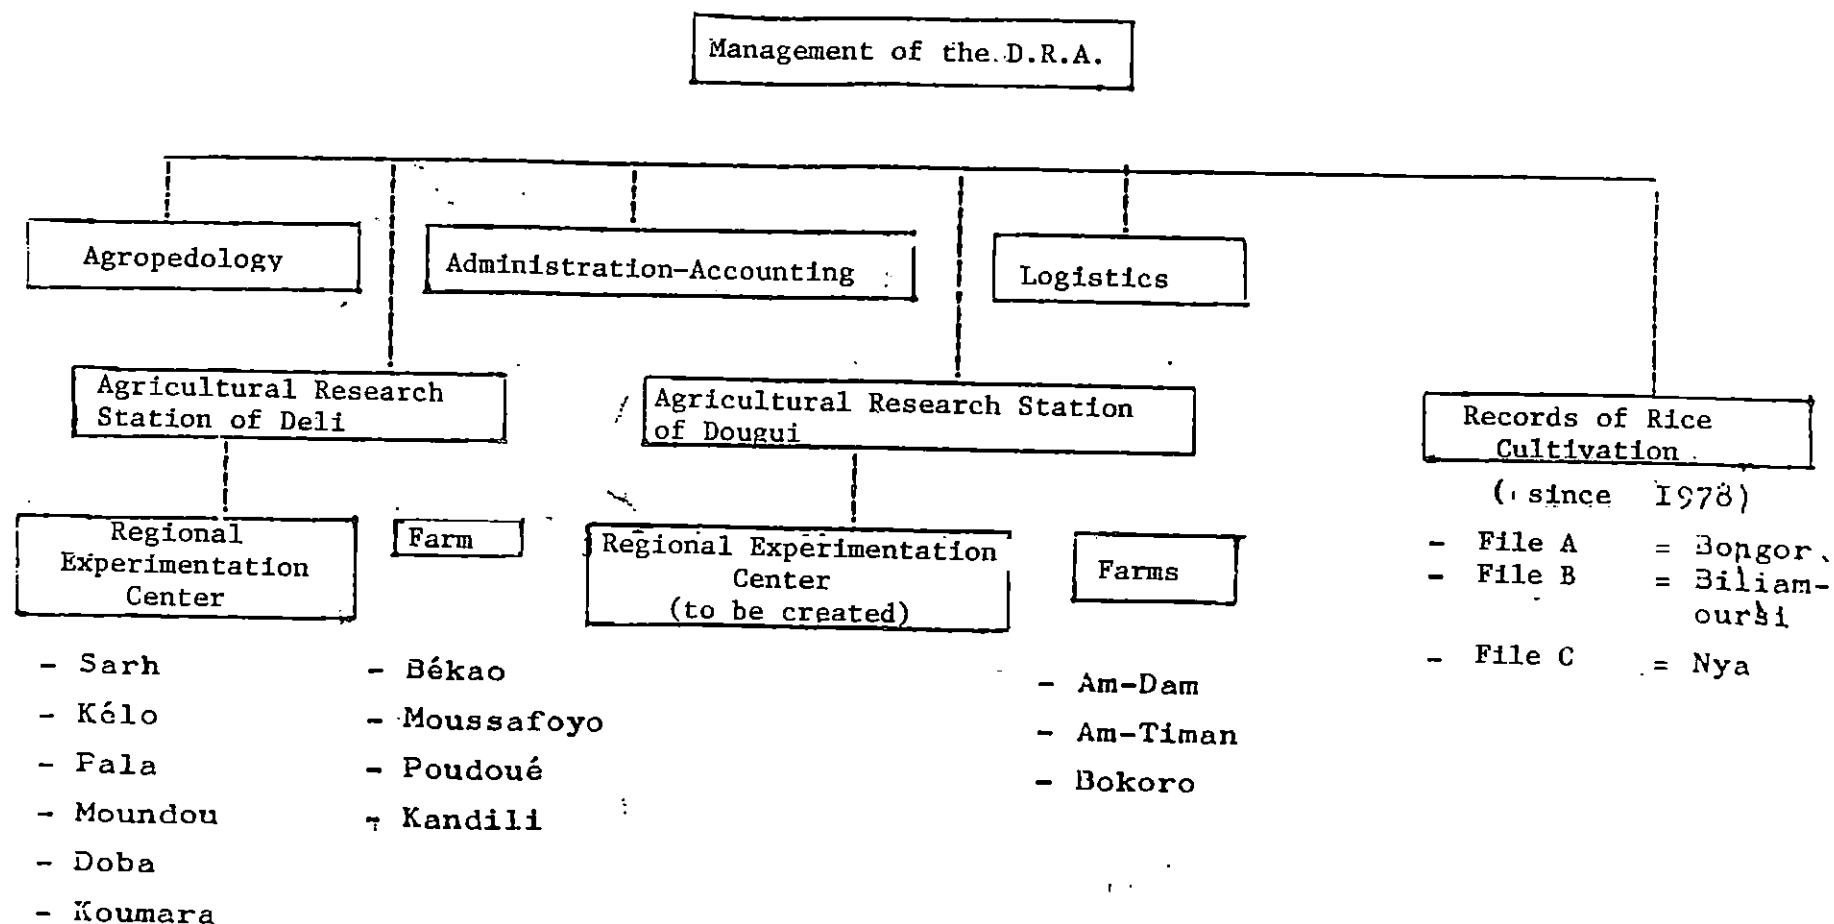 Management of the D.R.A.
Agropedology
Administration-Accounting
Logistics
Agricultural Research
Station of Deli
Agricultural Research Station
of Dougui
Records of Rice
Cultivation
( since 1978)
Regional
Experimentation
Center
Farm
Regional Experimentation
Center
(to be created)
Farms
- File A = Bongor
- File B = Biliam-
oursi
- File C = Nya
- Sarh
- Kélo
- Pala
- Moundou
- Doba
- Koumara
- Békao
- Moussafoyo
- Poudoué
- Kandili
- Am-Dam
- Am-Timan
- Bokoro